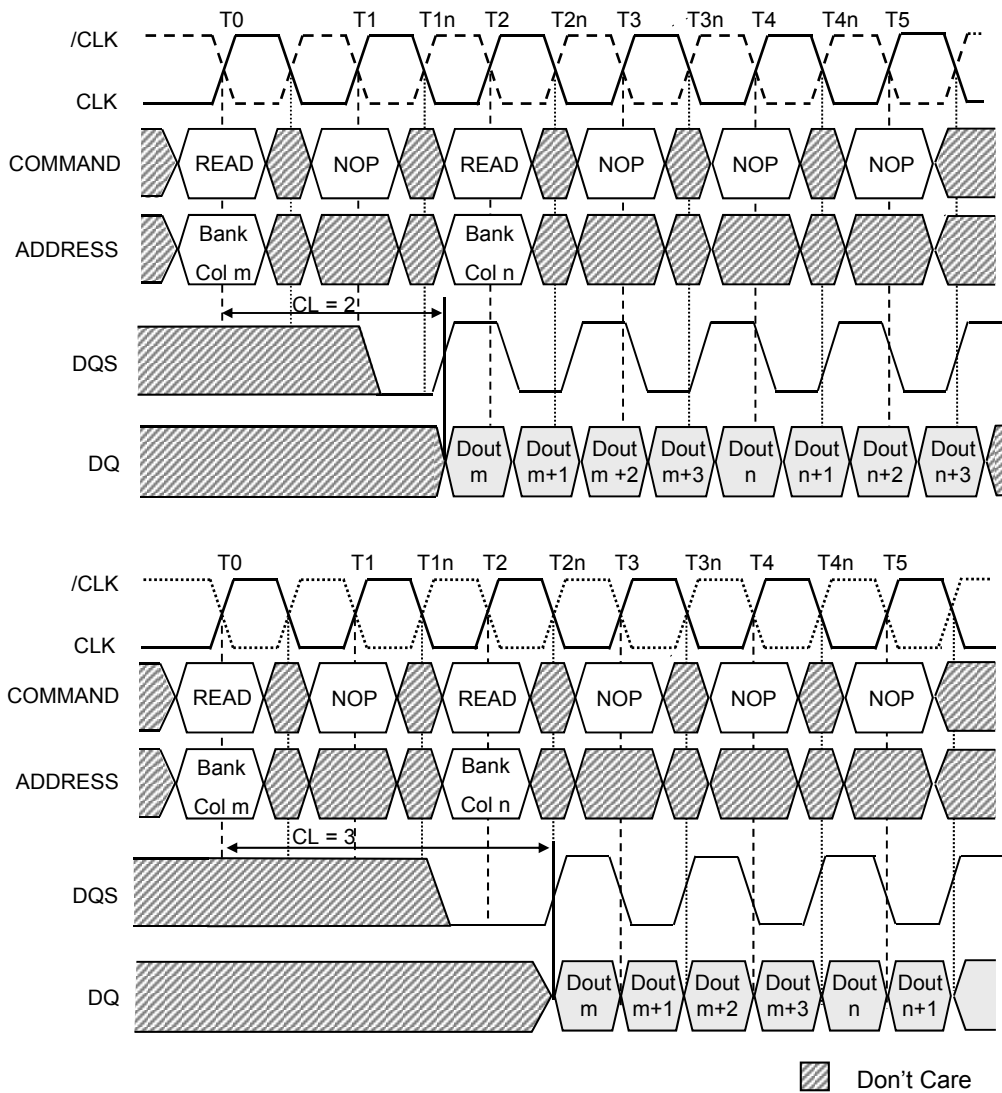 T0 T1 T1n T2 T2n T3 T3n T4 T4n T5
/CLK
CLK
COMMAND READ NOP READ NOP NOP NOP
ADDRESS Bank Col m Bank Col n
CL = 2
DQS
DQ Dout m Dout m+1 Dout m +2 Dout m+3 Dout n Dout n+1 Dout n+2 Dout n+3
T0 T1 T1n T2 T2n T3 T3n T4 T4n T5
/CLK
CLK
COMMAND READ NOP READ NOP NOP NOP
ADDRESS Bank Col m Bank Col n
CL = 3
DQS
DQ Dout m Dout m+1 Dout m+2 Dout m+3 Dout n Dout n+1
Don't Care